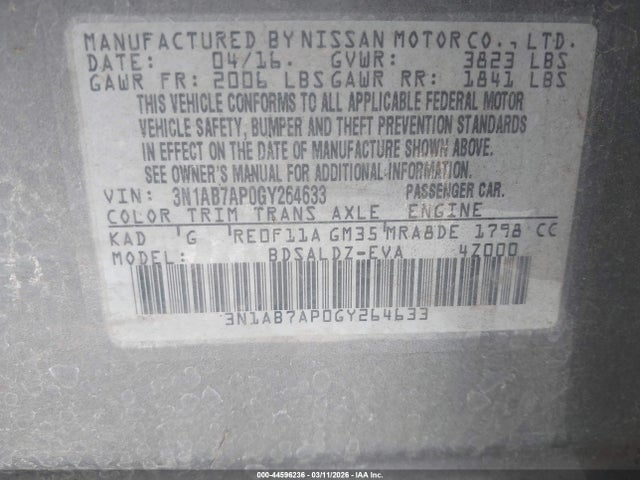 MANUFACTURED BY NISSAN MOTOR CO., LTD.
DATE: 04/16. GVWR: 3823 LBS
GAWR FR: 2006 LBS GAWR RR: 1841 LBS
THIS VEHICLE CONFORMS TO ALL APPLICABLE FEDERAL MOTOR
VEHICLE SAFETY, BUMPER AND THEFT PREVENTION STANDARDS
IN EFFECT ON THE DATE OF MANUFACTURE SHOWN ABOVE.
SEE OWNER'S MANUAL FOR ADDITIONAL INFORMATION.
VIN: 3N1AB7AP0GY264633 PASSENGER CAR.
COLOR TRIM TRANS AXLE ENGINE
KAD G RE0F11A GM35 MRA8DE 1798 CC
MODEL: BDSALDZ-EVA 4Z000
3N1AB7AP0GY264633
000-44596236 - 03/11/2026 - IAA Inc.